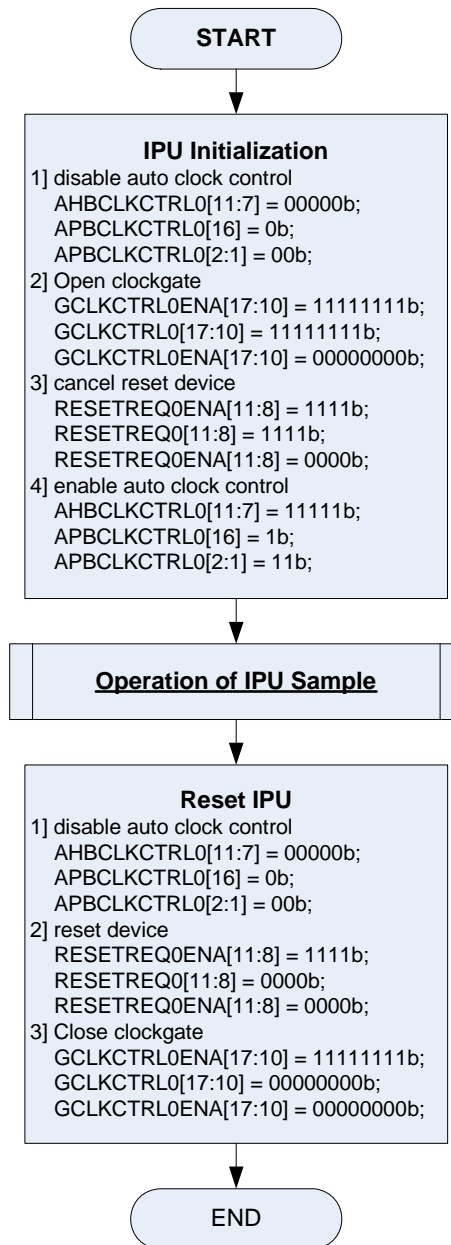 START
IPU Initialization
1] disable auto clock control
AHBCLKCTRL0[11:7] = 00000b;
APBCLKCTRL0[16] = 0b;
APBCLKCTRL0[2:1] = 00b;
2] Open clockgate
GCLKCTRL0ENA[17:10] = 11111111b;
GCLKCTRL0[17:10] = 11111111b;
GCLKCTRL0ENA[17:10] = 00000000b;
3] cancel reset device
RESETREQ0ENA[11:8] = 1111b;
RESETREQ0[11:8] = 1111b;
RESETREQ0ENA[11:8] = 0000b;
4] enable auto clock control
AHBCLKCTRL0[11:7] = 11111b;
APBCLKCTRL0[16] = 1b;
APBCLKCTRL0[2:1] = 11b;
Operation of IPU Sample
Reset IPU
1] disable auto clock control
AHBCLKCTRL0[11:7] = 00000b;
APBCLKCTRL0[16] = 0b;
APBCLKCTRL0[2:1] = 00b;
2] reset device
RESETREQ0ENA[11:8] = 1111b;
RESETREQ0[11:8] = 0000b;
RESETREQ0ENA[11:8] = 0000b;
3] Close clockgate
GCLKCTRL0ENA[17:10] = 11111111b;
GCLKCTRL0[17:10] = 00000000b;
GCLKCTRL0ENA[17:10] = 00000000b;
END